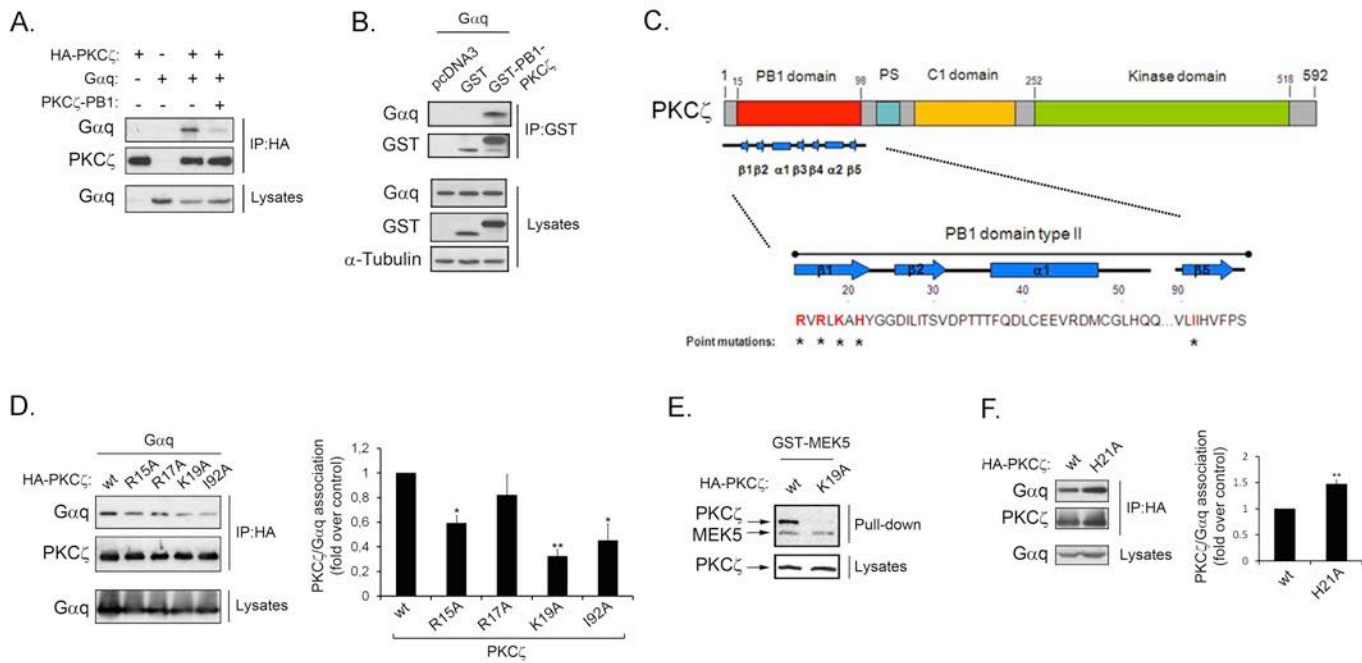 A.
HA-PKCζ: + - + +
Gαq: - + + +
PKCζ-PB1: - - - +
Gαq
PKCζ
IP:HA
Gαq
Lysates
B.
Gαq
pcDNA3
GST
GST-PB1-PKCζ
Gαq
GST
IP:GST
Gαq
GST
α-Tubulin
Lysates
C.
1 15 PB1 domain 98 PS C1 domain 252 Kinase domain 518 592
PKCζ
β1 β2 α1 β3 β4 α2 β5
PB1 domain type II
β1 β2 α1 β5
20 30 40 50 90
RVRLKAHYGGDILITSVDPTTTFQDLCEEVRDMCGLHQQ...VLIIHVFPS
Point mutations: * * * * *
D.
Gαq
HA-PKCζ: wt R15A R17A K19A I92A
Gαq
PKCζ
IP:HA
Gαq
Lysates
PKCζ/Gαq association
(fold over control)
1,2
1
0,8
0,6
0,4
0,2
0
* ** *
wt R15A R17A K19A I92A
PKCζ
E.
GST-MEK5
HA-PKCζ: wt K19A
PKCζ
MEK5
Pull-down
PKCζ
Lysates
F.
HA-PKCζ: wt H21A
Gαq
PKCζ
IP:HA
Gαq
Lysates
PKCζ/Gαq association
(fold over control)
2
1,5
1
0,5
0
**
wt H21A